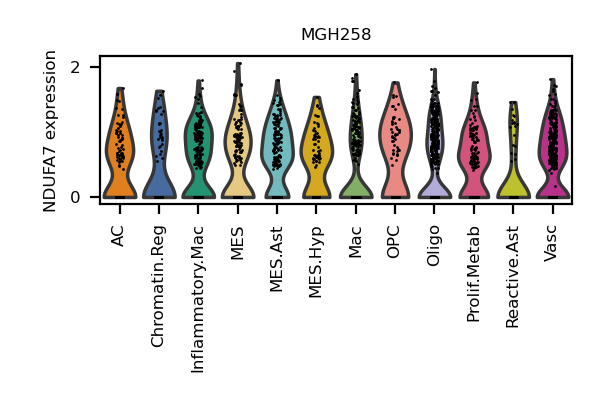 MGH258
NDUFA7 expression
2
0
AC
Chromatin.Reg
Inflammatory.Mac
MES
MES.Ast
MES.Hyp
Mac
OPC
Oligo
Prolif.Metab
Reactive.Ast
Vasc